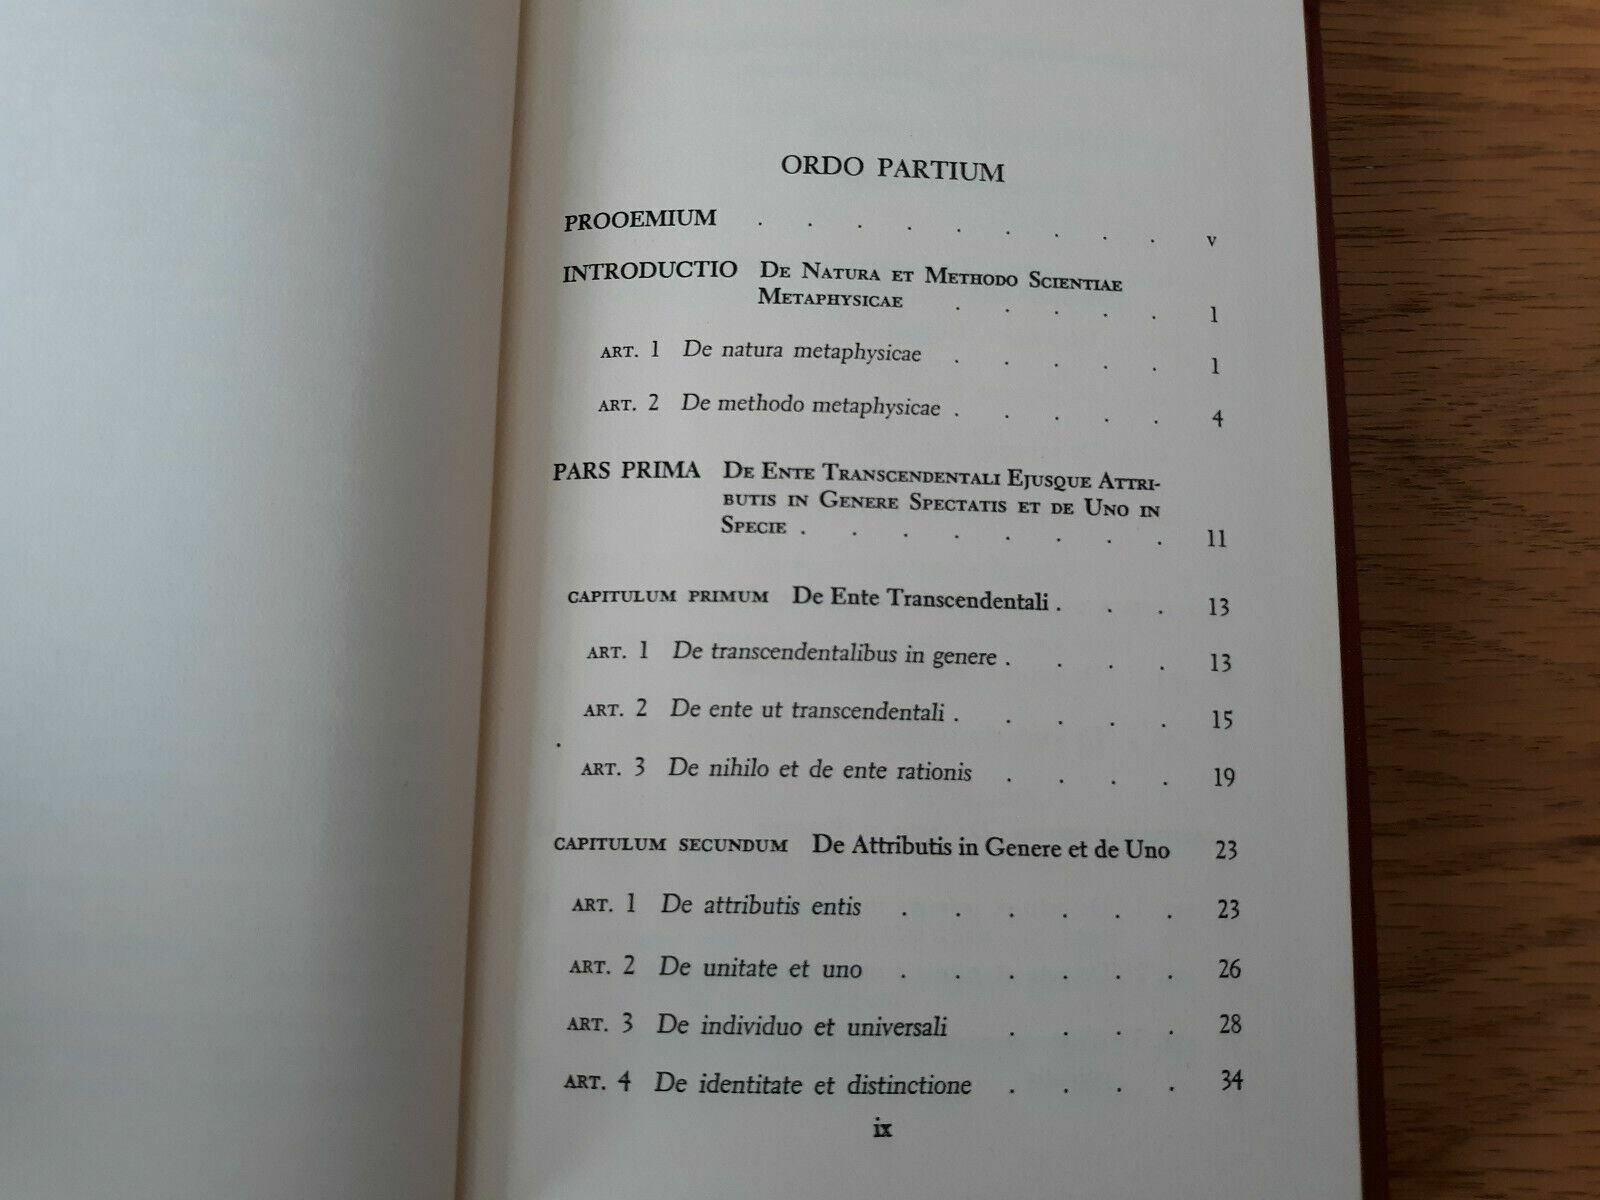 ORDO PARTIUM
PROOEMIUM . . . . . . . . . v
INTRODUCTIO De Natura et Methodo Scientiae
Metaphysicae . . . . . 1
ART. 1 De natura metaphysicae . . . . . 1
ART. 2 De methodo metaphysicae . . . . . 4
PARS PRIMA De Ente Transcendentali Ejusque Attri-
butis in Genere Spectatis et de Uno in
Specie . . . . . . . . 11
CAPITULUM PRIMUM De Ente Transcendentali . . . 13
ART. 1 De transcendentalibus in genere . . . . 13
ART. 2 De ente ut transcendentali . . . . . 15
ART. 3 De nihilo et de ente rationis . . . . 19
CAPITULUM SECUNDUM De Attributis in Genere et de Uno 23
ART. 1 De attributis entis . . . . . . 23
ART. 2 De unitate et uno . . . . . . 26
ART. 3 De individuo et universali . . . . 28
ART. 4 De identitate et distinctione . . . . 34
ix